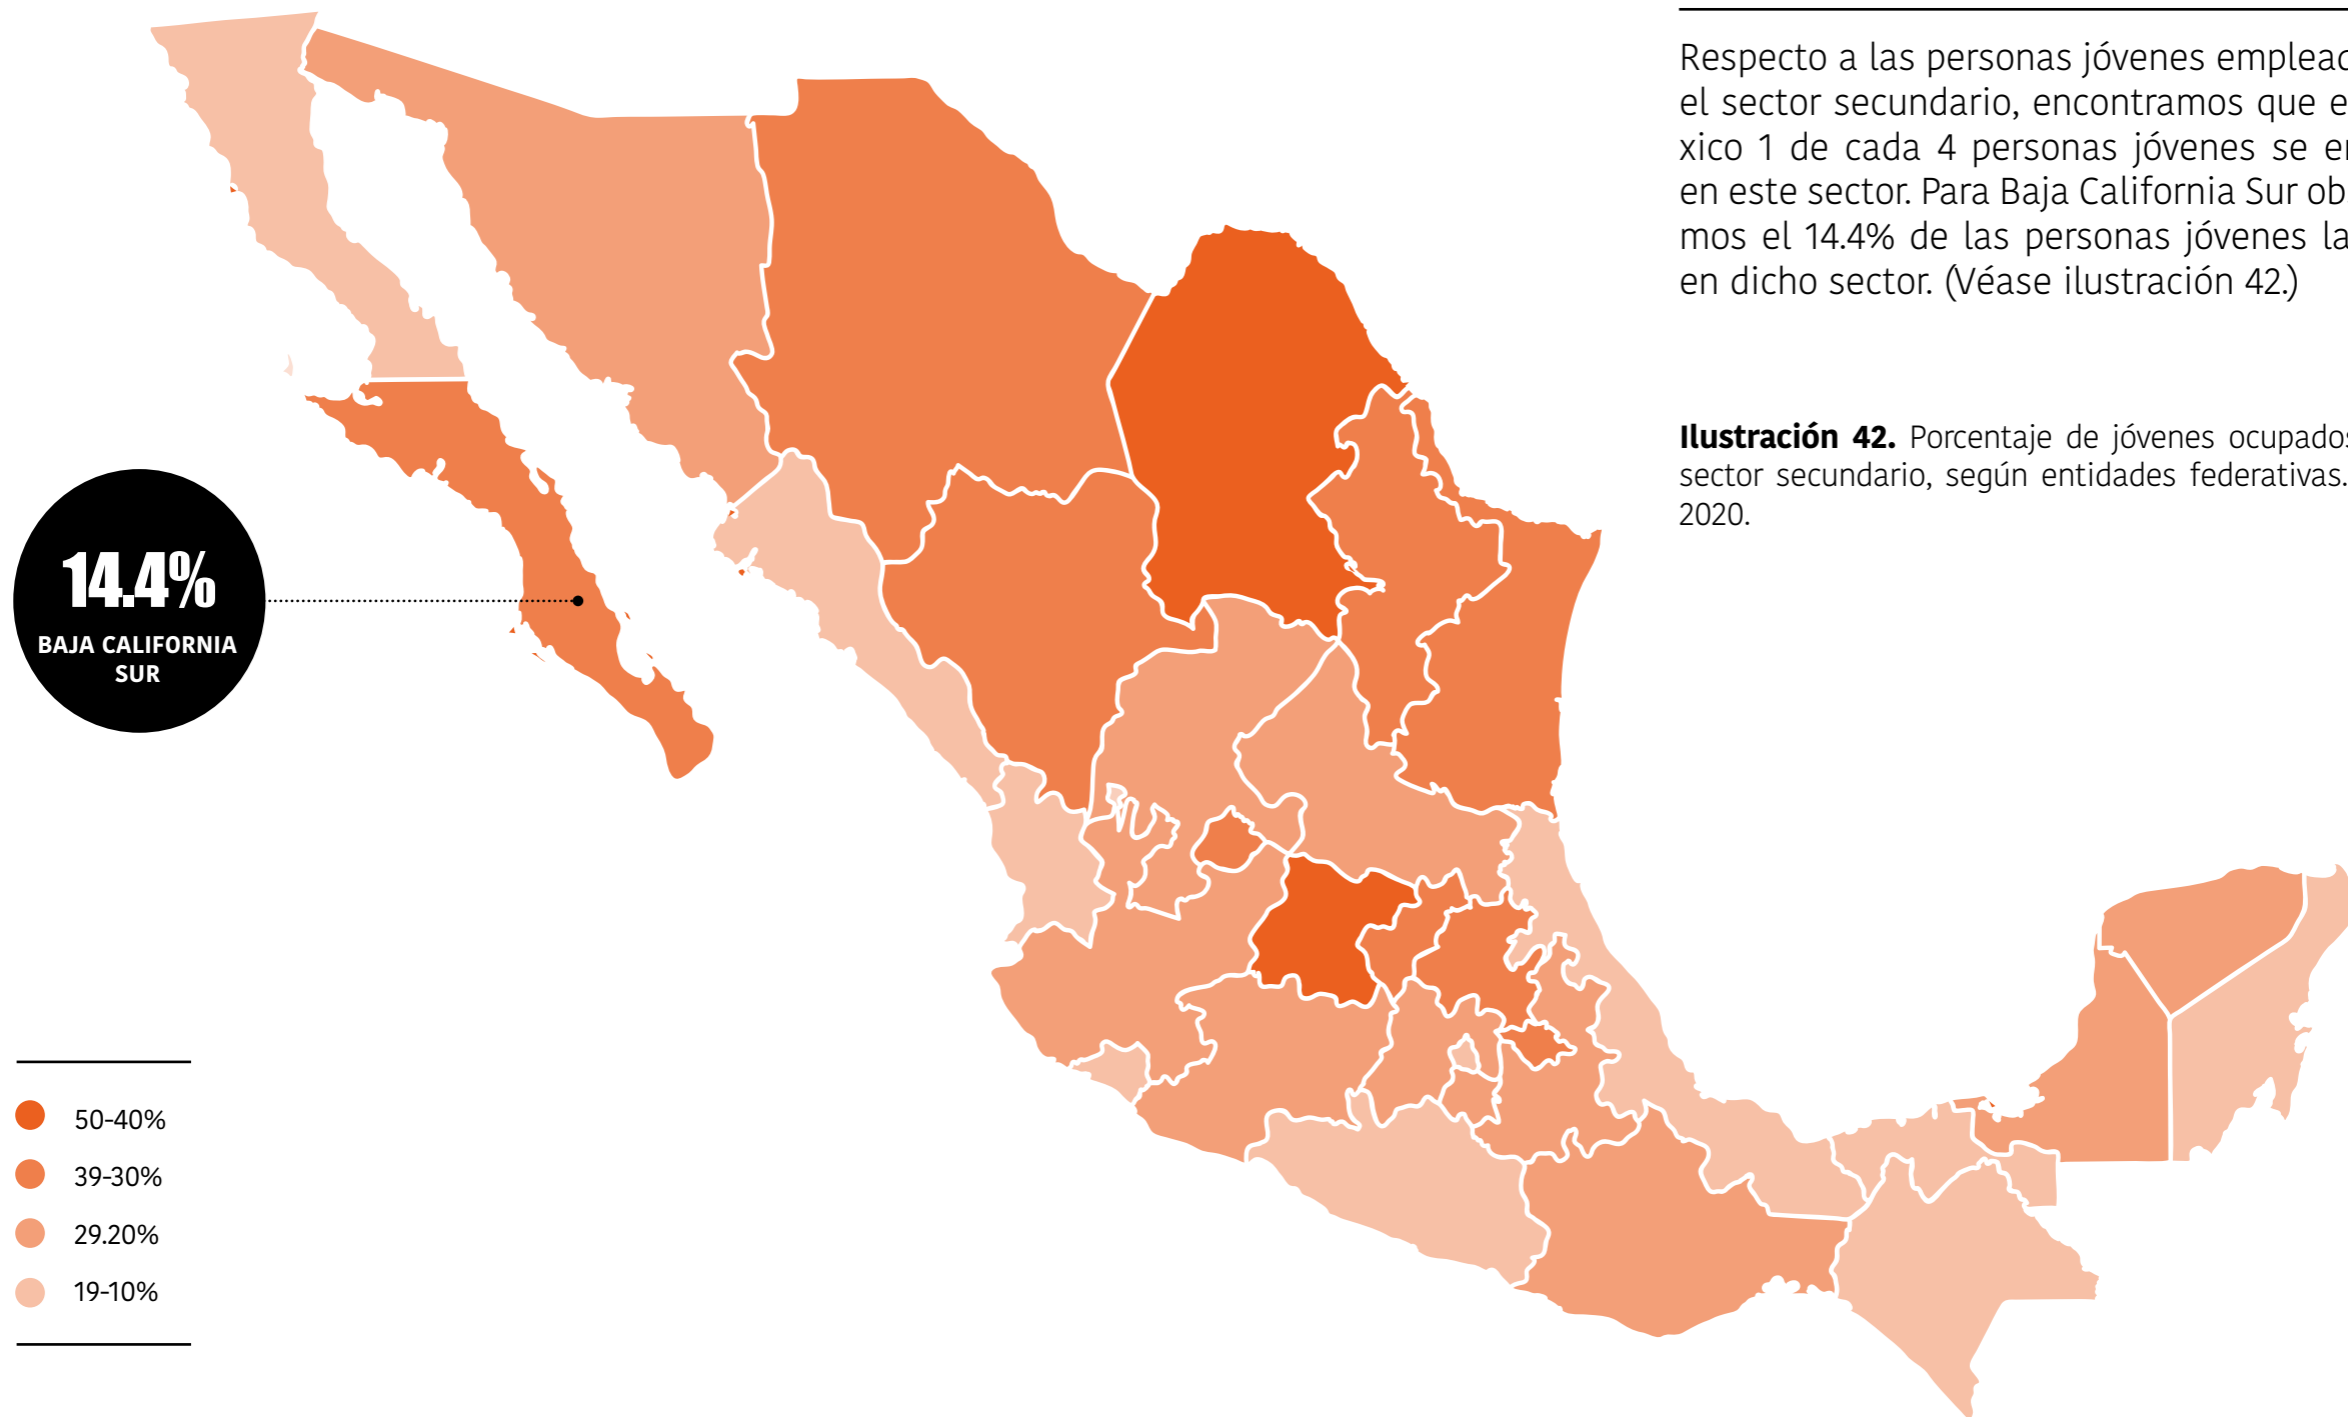 Respecto a las personas jóvenes
el sector secundario, encontramos que
xico 1 de cada 4 personas jóvenes se
en este sector. Para Baja California Sur
mos el 14.4% de las personas jóvenes
en dicho sector. (Véase ilustración 42.)
Ilustración 42. Porcentaje de jóvenes ocupados
sector secundario, según entidades federativas.
2020.
14.4%
BAJA CALIFORNIA
SUR
50-40%
39-30%
29.20%
19-10%